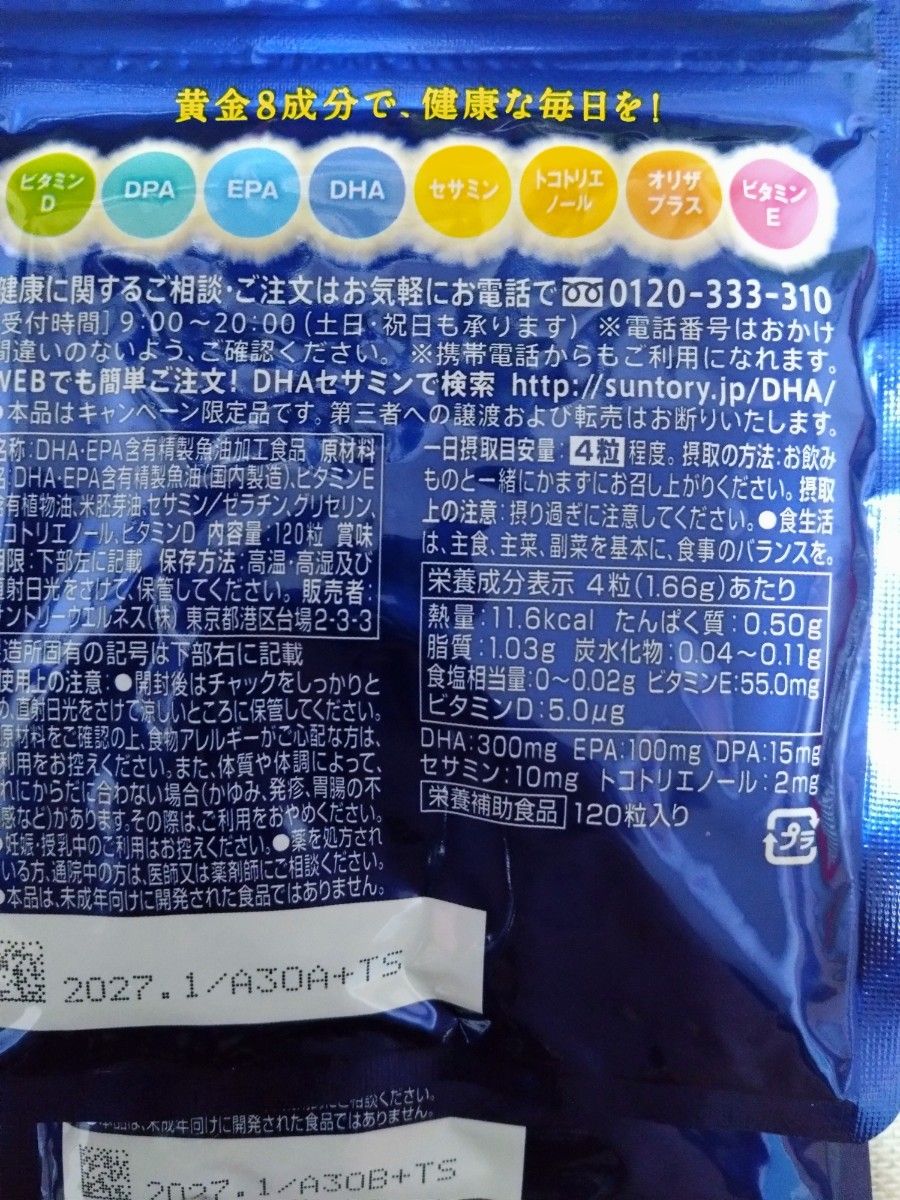 黄金8成分で、健康な毎日を!
ビタミン
D
DPA
EPA
DHA
セサミン
トコトリエ
ノール
オリザ
プラス
ビタミン
E
健康に関するご相談・ご注文はお気軽にお電話で 0120-333-310
受付時間] 9:00～20:00(土日・祝日も承ります) ※電話番号はおかけ
間違いのないよう、ご確認ください。 ※携帯電話からもご利用になれます。
WEBでも簡単ご注文! DHAセサミンで検索 http://suntory.jp/DHA/
●本品はキャンペーン限定品です。第三者への譲渡および転売はお断りいたします。
名称:DHA・EPA含有精製魚油加工食品 原材料
名:DHA・EPA含有精製魚油(国内製造)、ビタミンE
含有植物油、米胚芽油、セサミン/ゼラチン、グリセリン、
コトリエノール、ビタミンD 内容量:120粒 賞味
期限:下部左に記載 保存方法:高温・高湿及び
直射日光をさけて、保管してください。 販売者:
サントリーウエルネス(株) 東京都港区台場2-3-3
造所固有の記号は下部右に記載
使用上の注意:●開封後はチャックをしっかりと
め、直射日光をさけて涼しいところに保管してください。
原材料をご確認の上、食物アレルギーがご心配な方は、
利用をお控えください。また、体質や体調によって、
れにからだに合わない場合(かゆみ、発疹、胃腸の不
感など)があります。その際は、ご利用をおやめください。
●妊娠・授乳中のご利用はお控えください。●薬を処方され
いる方、通院中の方は、医師又は薬剤師にご相談ください。
●本品は、未成年向けに開発された食品ではありません。
一日摂取目安量:4粒程度。摂取の方法:お飲み
ものと一緒にかまずにお召し上がりください。摂取
上の注意:摂り過ぎに注意してください。●食生活
は、主食、主菜、副菜を基本に、食事のバランスを。
栄養成分表示 4粒(1.66g)あたり
熱量:11.6kcal たんぱく質:0.50g
脂質:1.03g 炭水化物:0.04～0.11g
食塩相当量:0～0.02g ビタミンE:55.0mg
ビタミンD:5.0μg
DHA:300mg EPA:100mg DPA:15mg
セサミン:10mg トコトリエノール:2mg
栄養補助食品 120粒入り
プラ
2027.1/A30A+TS
ご相談ください。
未成年向けに開発された食品ではありません。
2027.1/A30B+TS